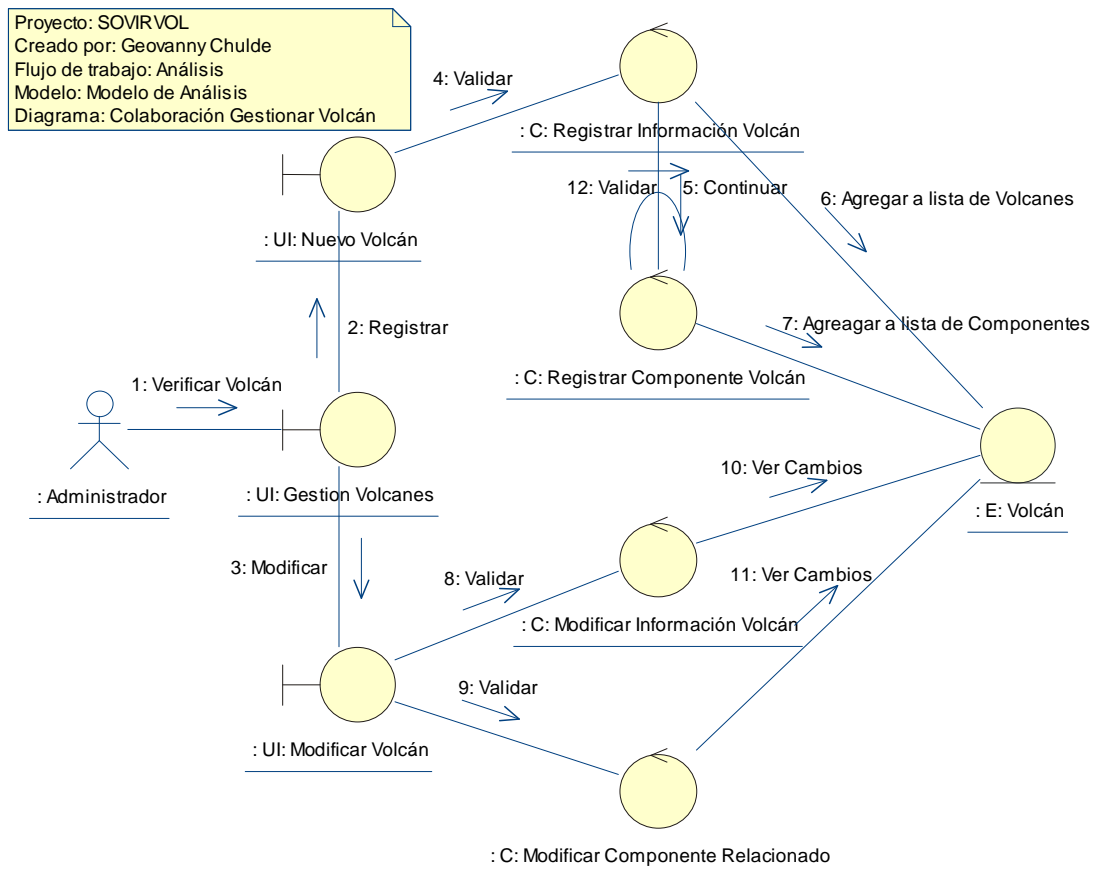 Proyecto: SOVIRVOL
Creado por: Geovanny Chulde
Flujo de trabajo: Análisis
Modelo: Modelo de Análisis
Diagrama: Colaboración Gestionar Volcán
4: Validar
: C: Registrar Información Volcán
12: Validar
5: Continuar
6: Agregar a lista de Volcanes
: UI: Nuevo Volcán
2: Registrar
7: Agreagar a lista de Componentes
: C: Registrar Componente Volcán
1: Verificar Volcán
: Administrador
: UI: Gestion Volcanes
10: Ver Cambios
: E: Volcán
3: Modificar
8: Validar
11: Ver Cambios
: C: Modificar Información Volcán
9: Validar
: UI: Modificar Volcán
: C: Modificar Componente Relacionado